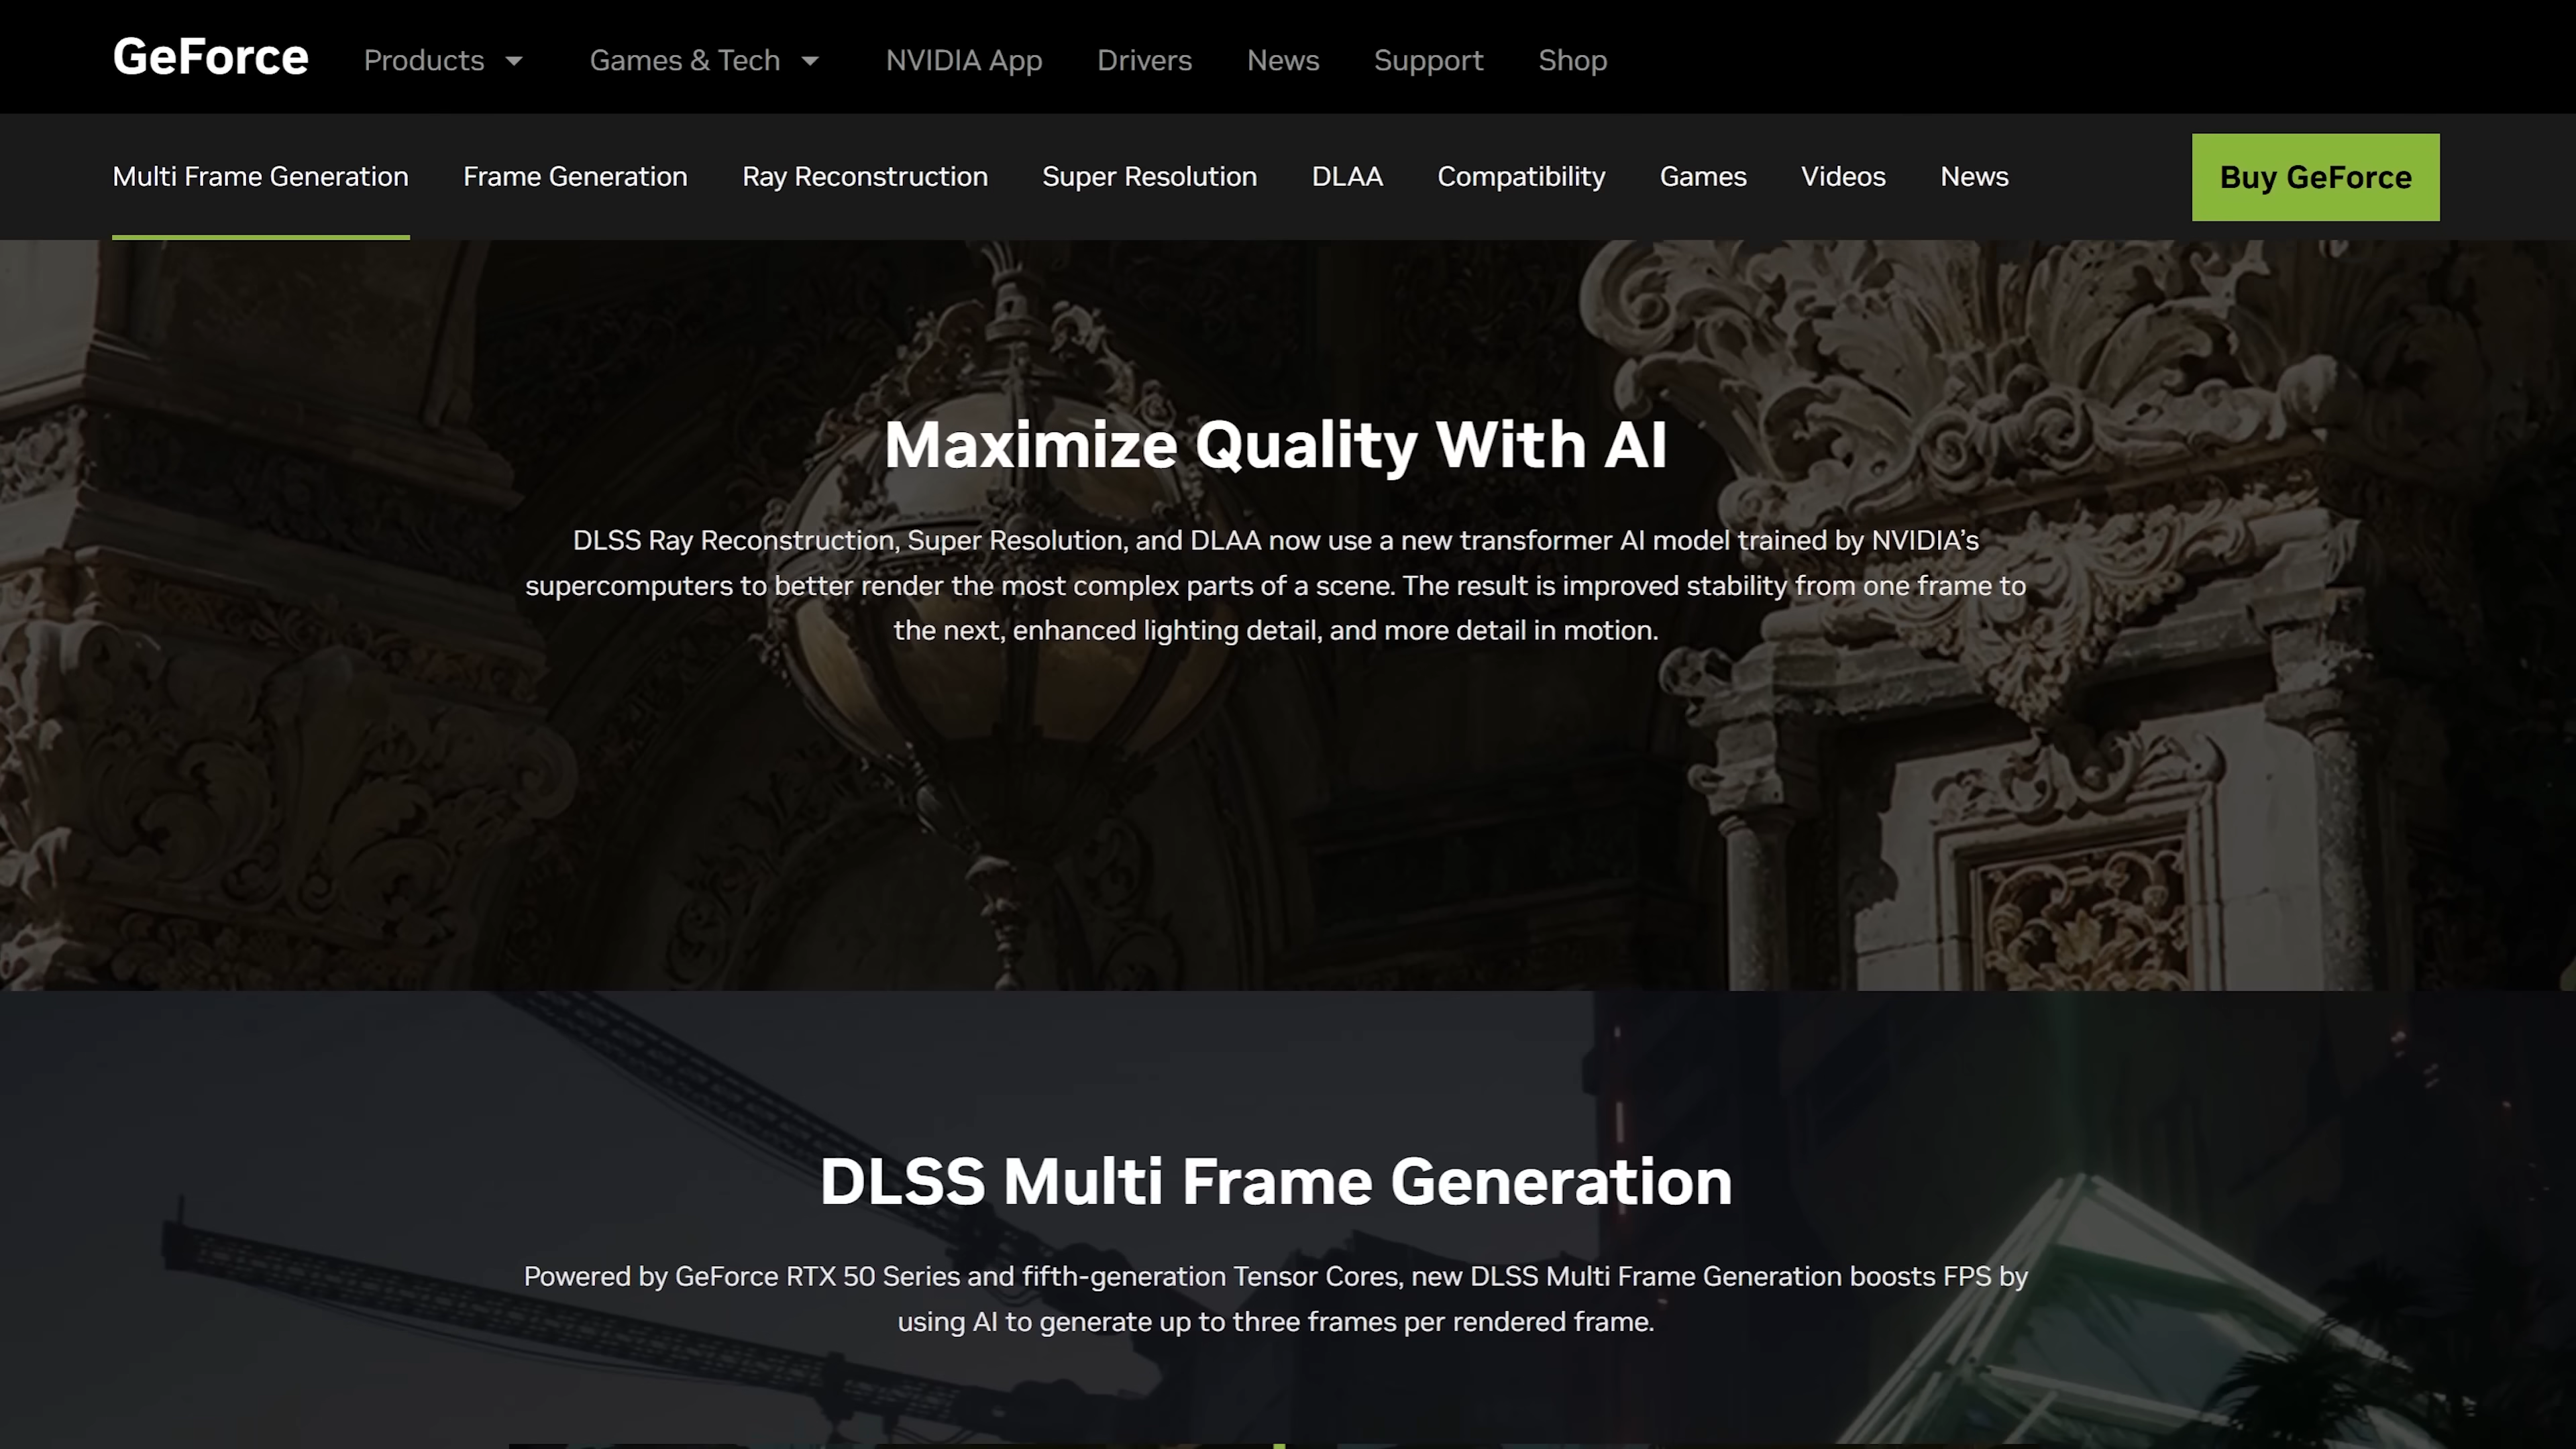 GeForce Products Games & Tech NVIDIA App Drivers News Support Shop
Multi Frame Generation Frame Generation Ray Reconstruction Super Resolution DLAA Compatibility Games Videos News Buy GeForce
Maximize Quality With AI
DLSS Ray Reconstruction, Super Resolution, and DLAA now use a new transformer AI model trained by NVIDIA’s
supercomputers to better render the most complex parts of a scene. The result is improved stability from one frame to
the next, enhanced lighting detail, and more detail in motion.
DLSS Multi Frame Generation
Powered by GeForce RTX 50 Series and fifth-generation Tensor Cores, new DLSS Multi Frame Generation boosts FPS by
using AI to generate up to three frames per rendered frame.